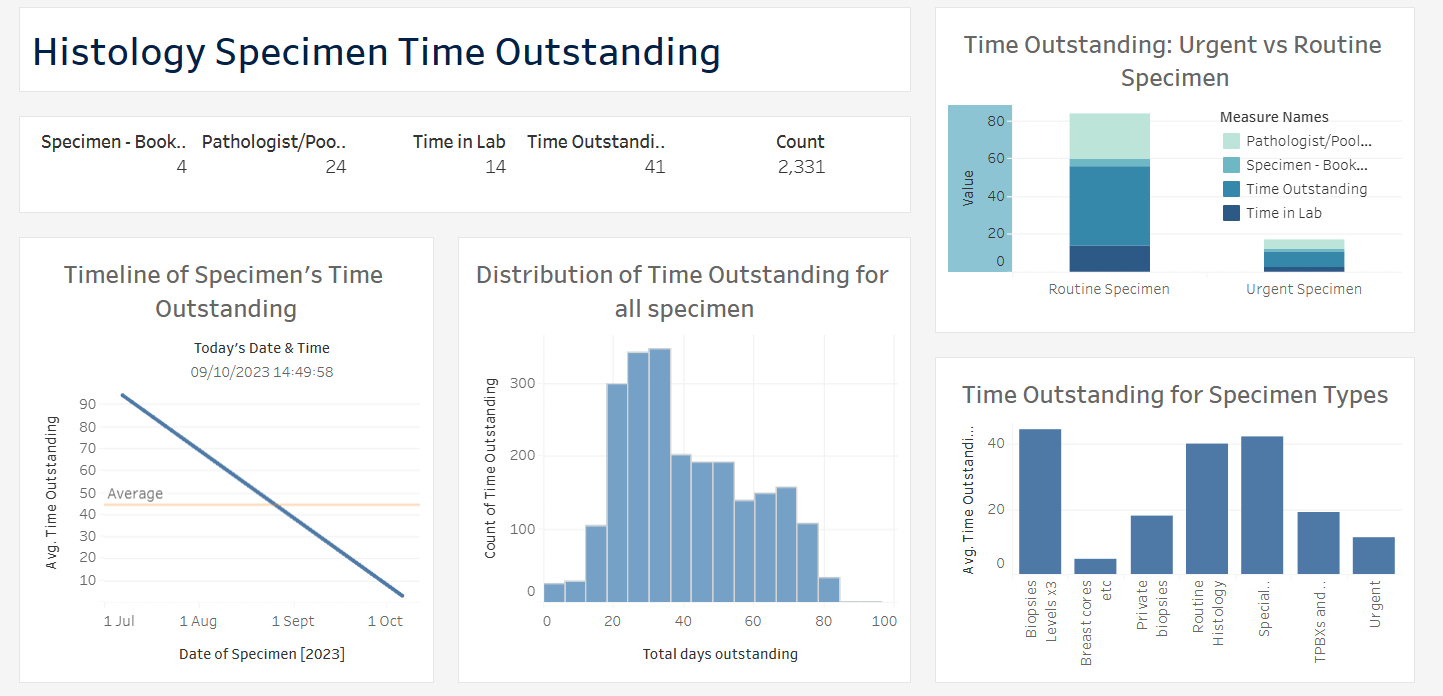 Histology Specimen Time Outstanding
Specimen - Book.. Pathologist/Poo.. Time in Lab Time Outstandi.. Count
4 24 14 41 2,331
Timeline of Specimen's Time
Outstanding
Today's Date & Time
09/10/2023 14:49:58
Avg. Time Outstanding
90
80
70
60
50
40
30
20
10
Average
1 Jul 1 Aug 1 Sept 1 Oct
Date of Specimen [2023]
Distribution of Time Outstanding for
all specimen
count of Time Outstanding
300
200
100
0
0 20 40 60 80 100
Total days outstanding
Time Outstanding: Urgent vs Routine
Specimen
Value
80
60
40
20
0
Measure Names
Pathologist/Pool...
Specimen - Book...
Time Outstanding
Time in Lab
Routine Specimen Urgent Specimen
Time Outstanding for Specimen Types
Avg. Time Outstandi...
40
20
0
Biopsies
Levels x3
Breast cores
etc
Private
biopsies
Routine
Histology
Special..
TPBXs and..
Urgent